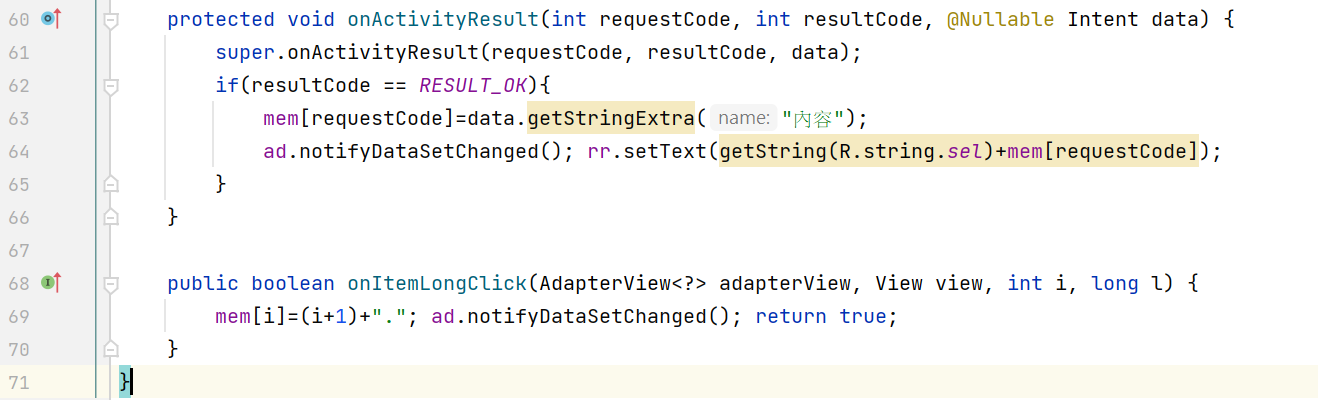 60 protected void onActivityResult(int requestCode, int resultCode, @Nullable Intent data) {
61 super.onActivityResult(requestCode, resultCode, data);
62 if(resultCode == RESULT_OK){
63 mem[requestCode]=data.getStringExtra( name: "內容");
64 ad.notifyDataSetChanged(); rr.setText(getString(R.string.sel)+mem[requestCode]);
65 }
66 }
67
68 public boolean onItemLongClick(AdapterView<?> adapterView, View view, int i, long l) {
69 mem[i]=(i+1)+"."; ad.notifyDataSetChanged(); return true;
70 }
71 }